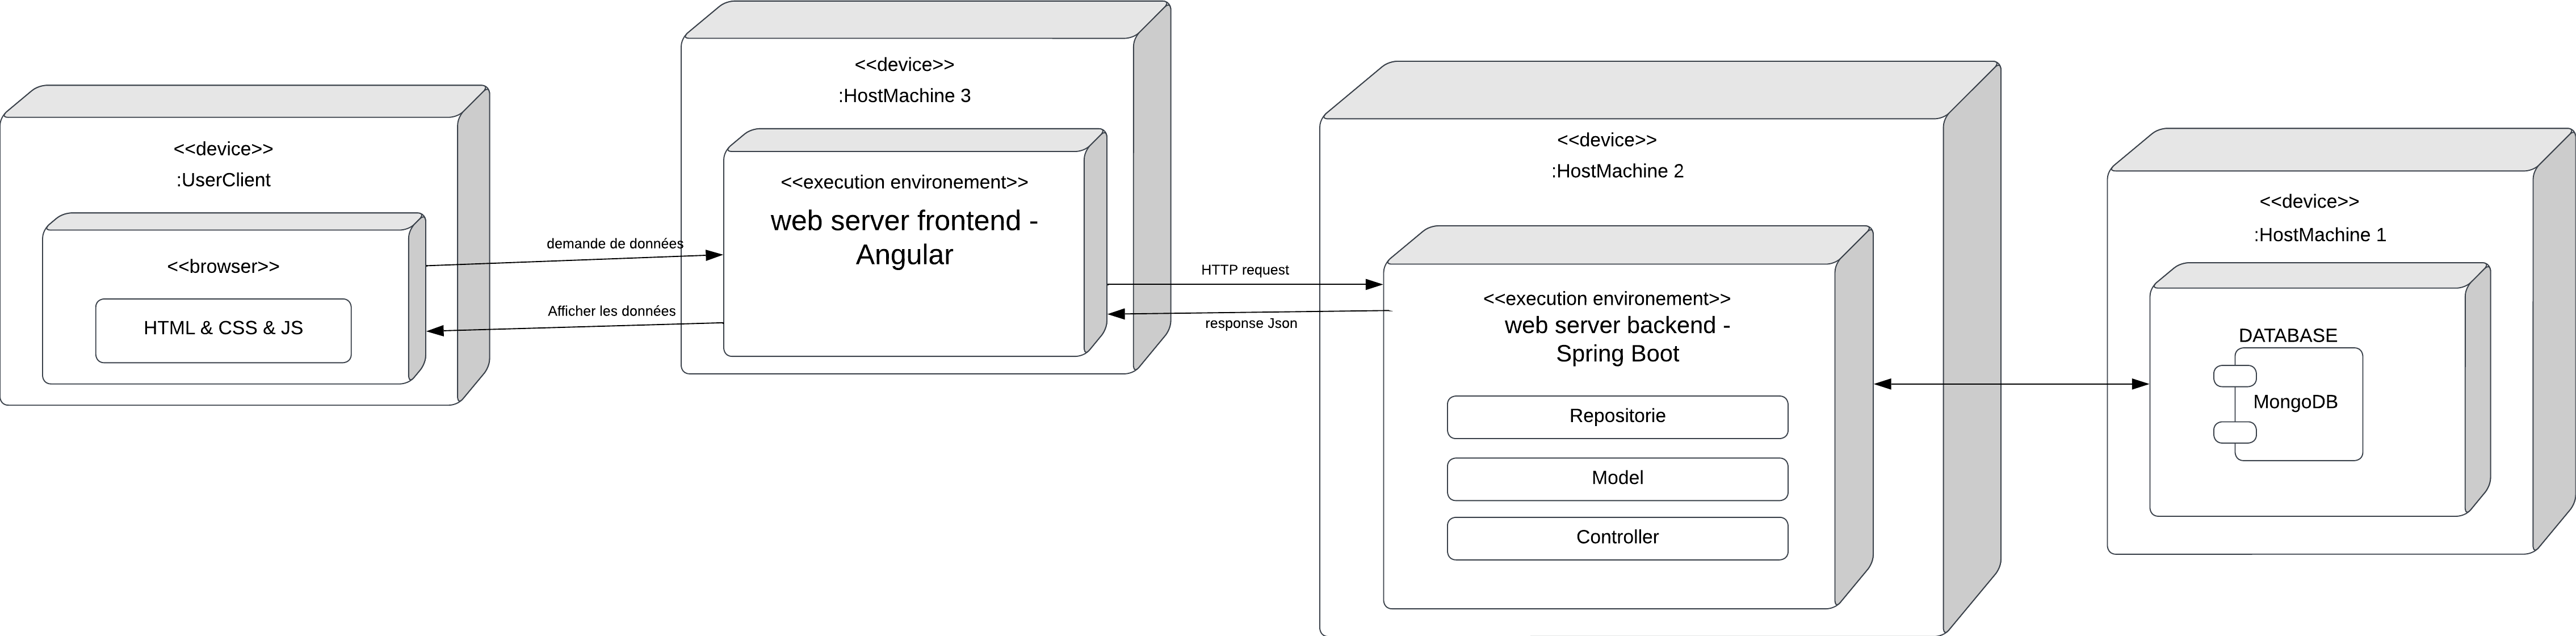 <<device>>
:UserClient
<<browser>>
HTML & CSS & JS
demande de données
Afficher les données
<<device>>
:HostMachine 3
<<execution environement>>
web server frontend -
Angular
HTTP request
response Json
<<device>>
:HostMachine 2
<<execution environement>>
web server backend -
Spring Boot
Repositorie
Model
Controller
<<device>>
:HostMachine 1
DATABASE
MongoDB